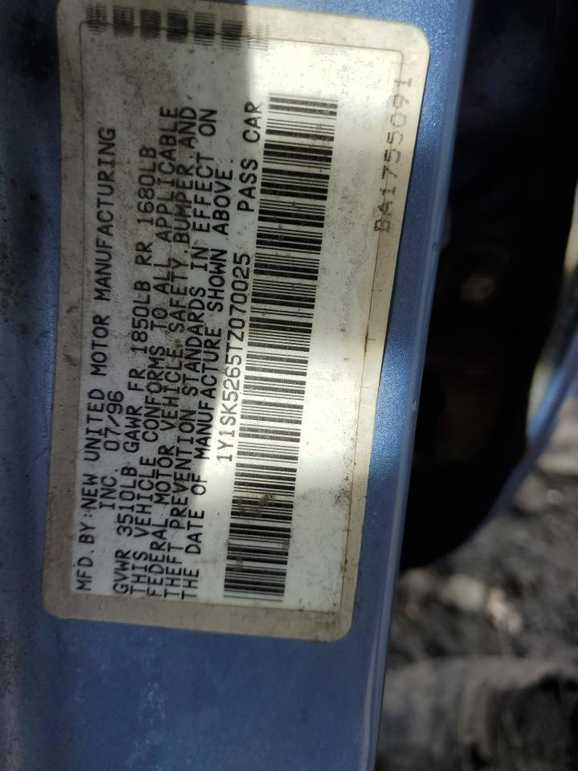 MFD. BY: NEW UNITED MOTOR MANUFACTURING
INC. 07/96
GVWR 3510LB GAWR FR 1850LB RR 1680LB
THIS VEHICLE CONFORMS TO ALL APPLICABLE
FEDERAL MOTOR VEHICLE SAFETY, BUMPER, AND
THEFT PREVENTION STANDARDS IN EFFECT ON
THE DATE OF MANUFACTURE SHOWN ABOVE.
1Y1SK5265TZ070025 PASS CAR
BA1755091